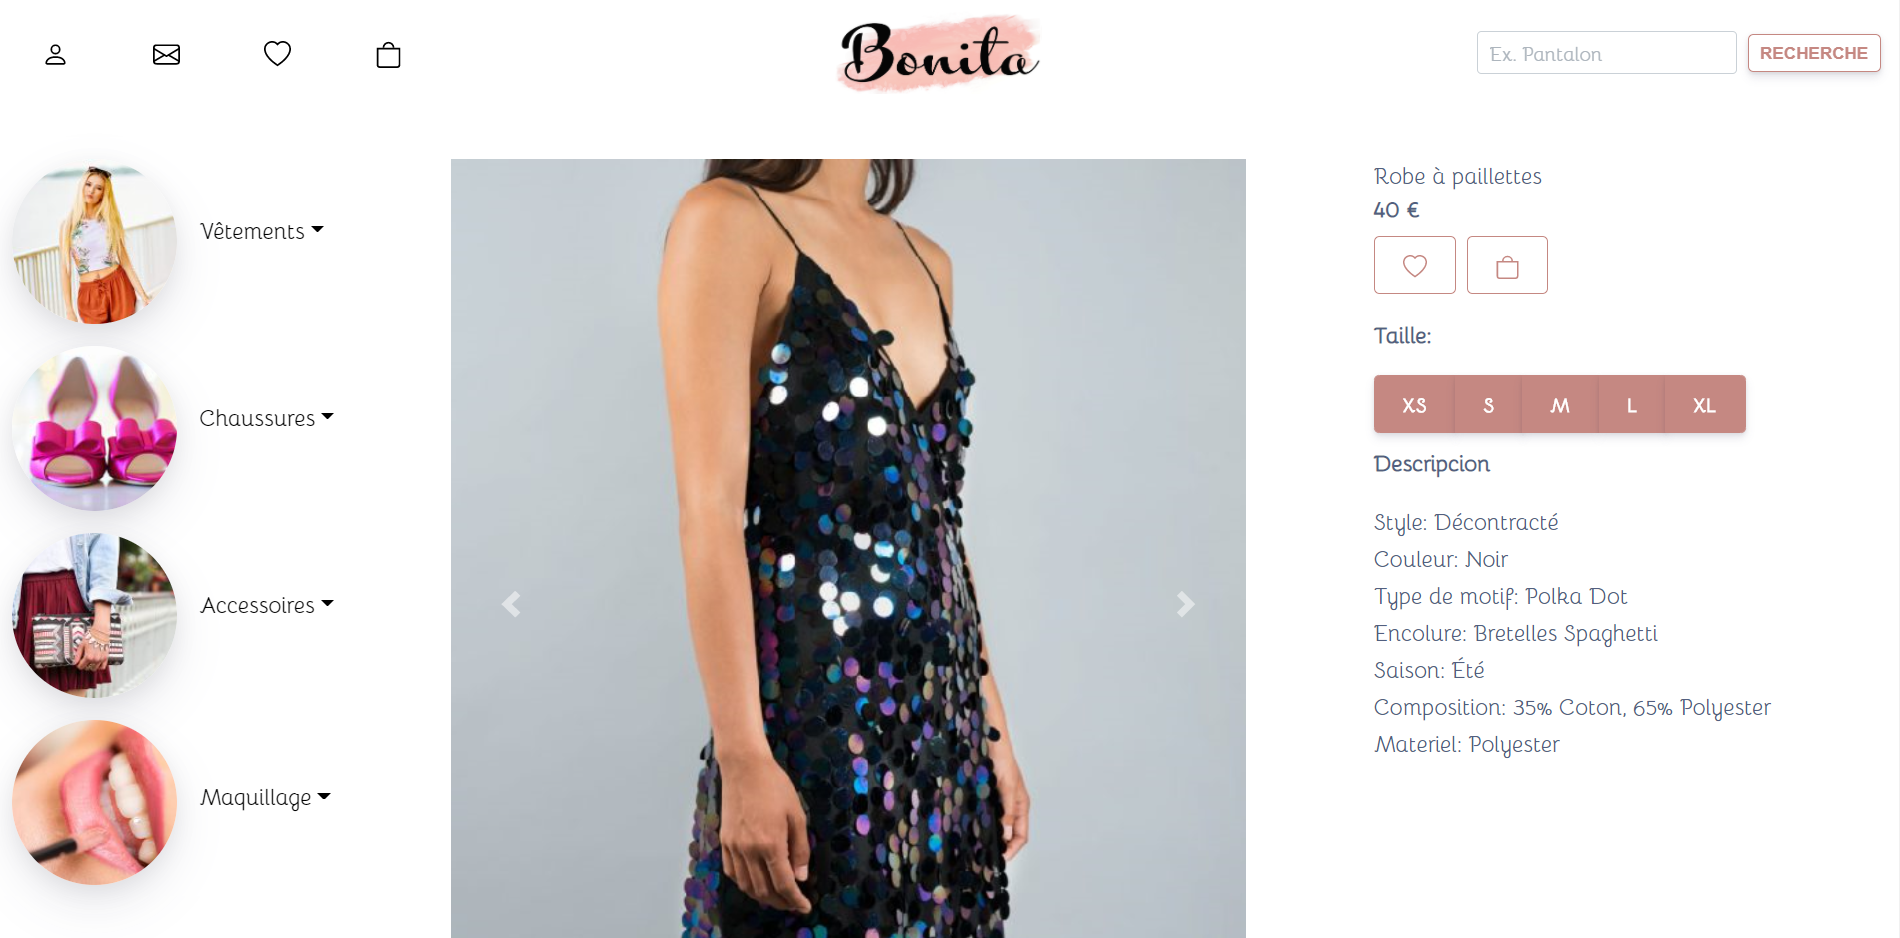 Bonita
Ex. Pantalon
RECHERCHE
Vêtements
Chaussures
Accessoires
Maquillage
Robe à paillettes
40 €
Taille:
XS S M L XL
Descripcion
Style: Décontracté
Couleur: Noir
Type de motif: Polka Dot
Encolure: Bretelles Spaghetti
Saison: Été
Composition: 35% Coton, 65% Polyester
Materiel: Polyester